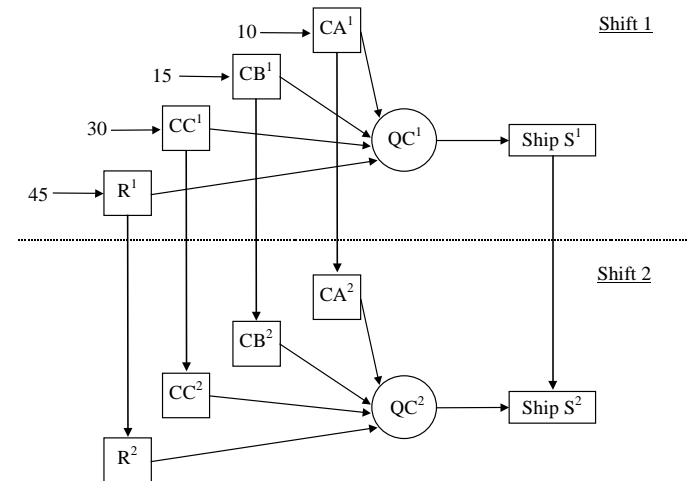 10
CA¹
Shift 1
15
CB¹
30
CC¹
QC¹
Ship S¹
45
R¹
Shift 2
CA²
CB²
CC²
QC²
Ship S²
R²